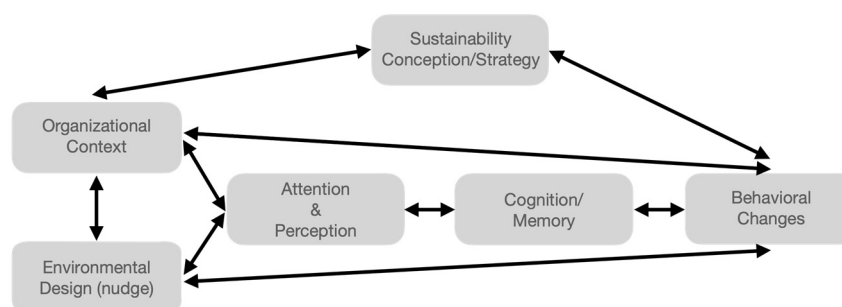 Sustainability
Conception/Strategy
Organizational
Context
Attention
&
Perception
Cognition/
Memory
Behavioral
Changes
Environmental
Design (nudge)